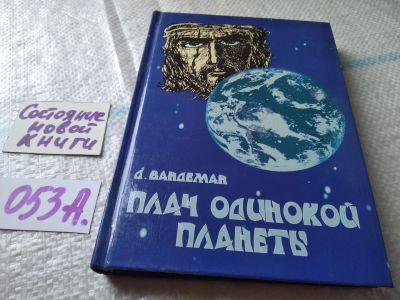 Состояние
новой
книги
053А.
Д. ВАНДЕМАН
ПЛАЧ ОДИНОКОЙ
ПЛАНЕТЫ